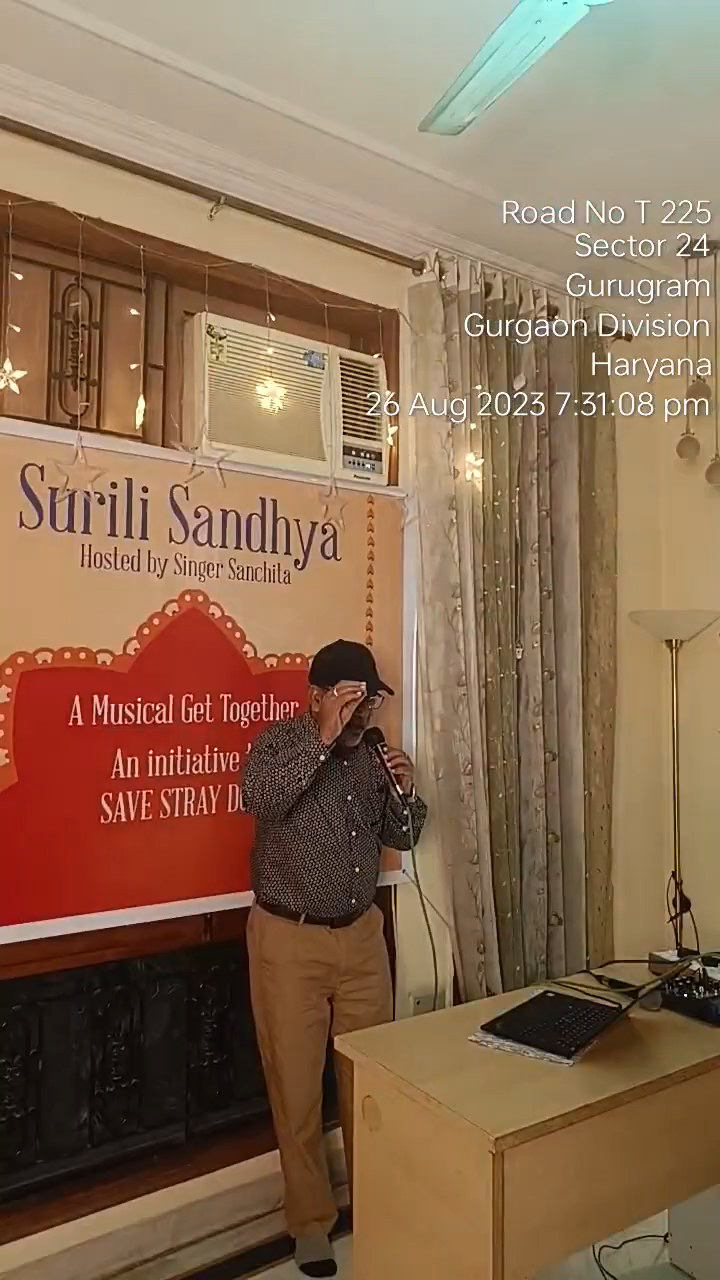 Road No T 225
Sector 24
Gurugram
Gurgaon Division
Haryana
26 Aug 2023 7:31:08 pm
Surili Sandhya
Hosted by Singer Sanchita
A Musical Get Together
An initiative
SAVE STRAY